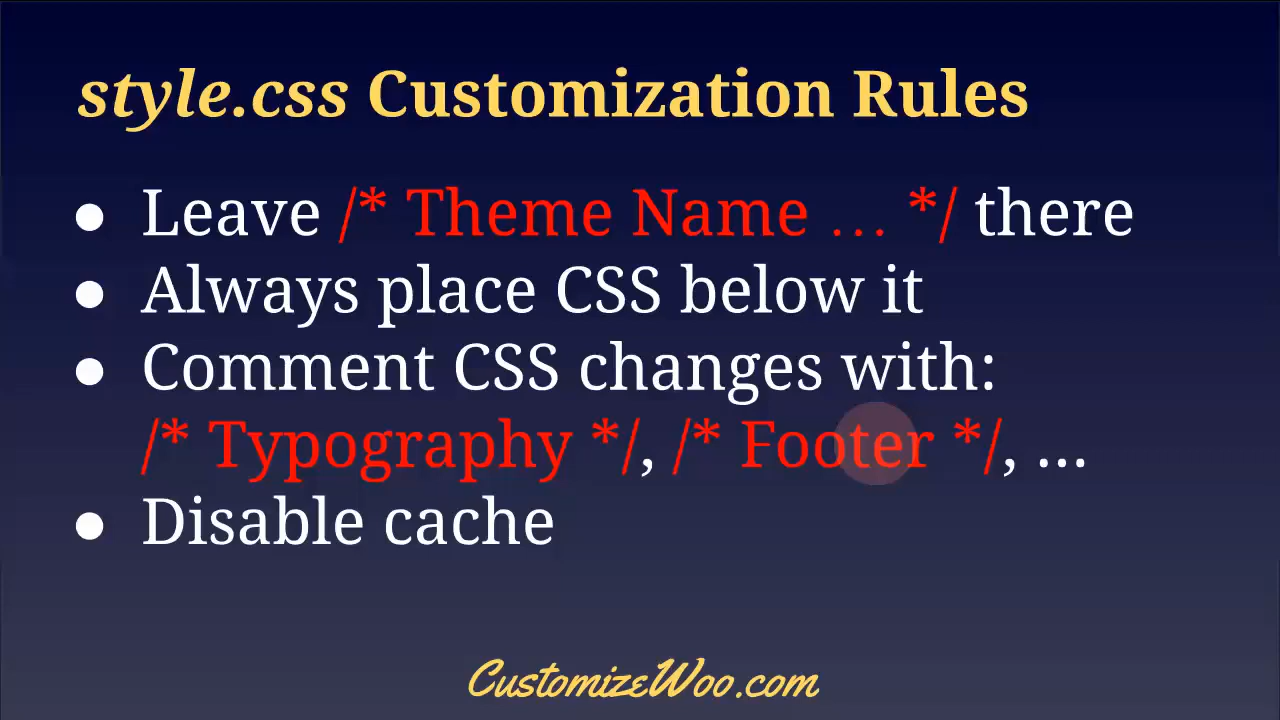 style.css Customization Rules
● Leave /* Theme Name … */ there
● Always place CSS below it
● Comment CSS changes with:
/* Typography */, /* Footer */, …
● Disable cache
CustomizeWoo.com